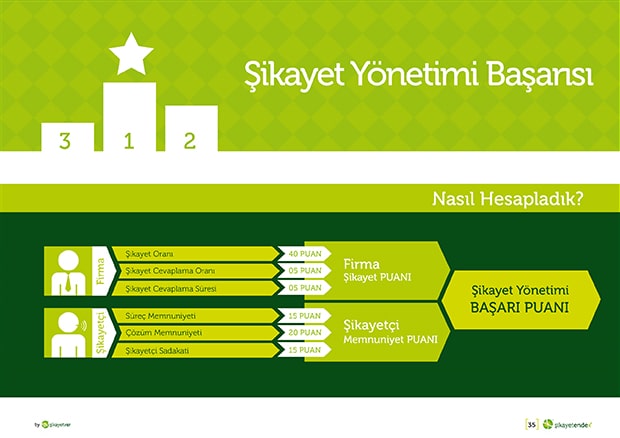 Şikayet Yönetimi Başarısı
3 1 2
Nasıl Hesapladık?
Firma
Şikayet Oranı 40 PUAN
Şikayet Cevaplama Oranı 05 PUAN
Şikayet Cevaplama Süresi 05 PUAN
Firma
Şikayet PUANI
Şikayetçi
Süreç Memnuniyeti 15 PUAN
Çözüm Memnuniyeti 20 PUAN
Şikayetçi Sadakati 15 PUAN
Şikayetçi
Memnuniyet PUANI
Şikayet Yönetimi
BAŞARI PUANI
by şikayetvar
[35] şikayetendex